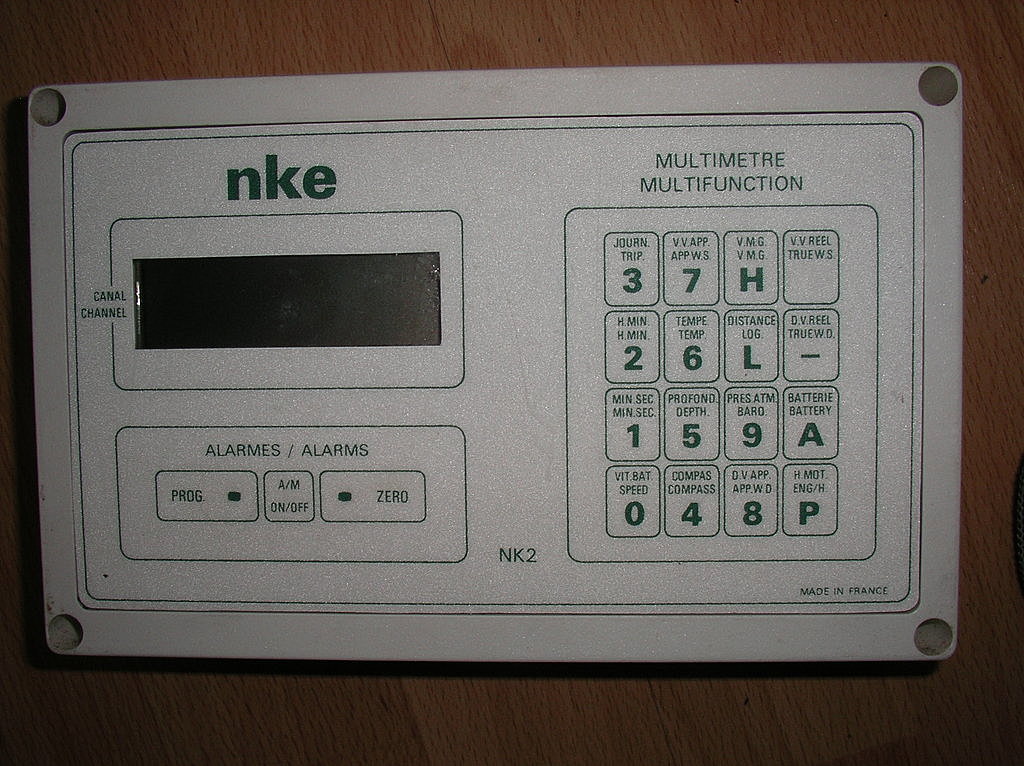 nke
CANAL
CHANNEL
ALARMES / ALARMS
PROG.
A/M
ON/OFF
ZERO
NK2
MULTIMETRE
MULTIFUNCTION
JOURN.
TRIP.
3
V.V.APP.
APP.W.S.
7
V.M.G.
V.M.G.
H
V.V.REEL
TRUE W.S.
H.MIN.
H.MIN.
2
TEMPE
TEMP.
6
DISTANCE
LOG.
L
D.V.REEL
TRUE W.D.
–
MIN.SEC
MIN.SEC.
1
PROFOND.
DEPTH.
5
PRES.ATM.
BARO.
9
BATTERIE
BATTERY
A
VIT.BAT.
SPEED
0
COMPAS
COMPASS
4
D.V.APP.
APP.W.D
8
H.MOT.
ENG/H.
P
MADE IN FRANCE